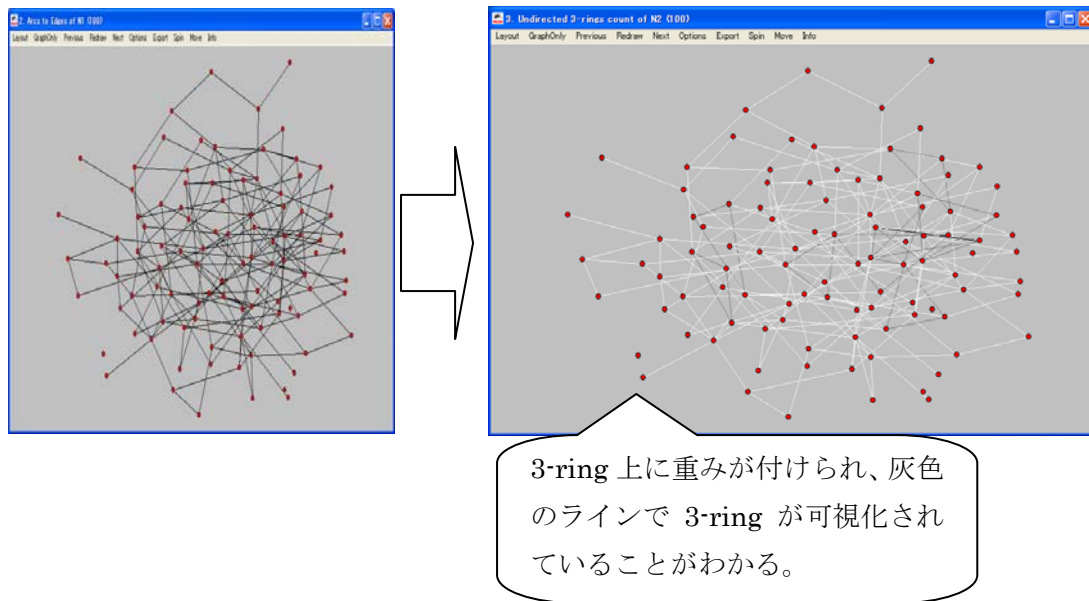 2. Arcs to Edges of N1 (100)
Layout GraphOnly Previous Redraw Next Options Export Spin Move Info
3. Undirected 3-rings count of N2 (100)
Layout GraphOnly Previous Redraw Next Options Export Spin Move Info
3-ring 上に重みが付けられ、灰色
のラインで 3-ring が可視化され
ていることがわかる。